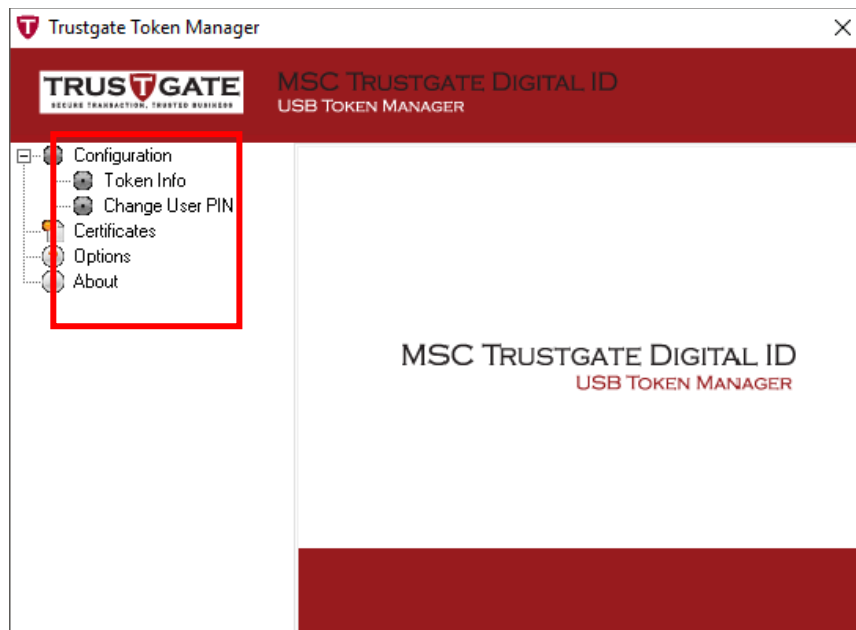 Trustgate Token Manager
TRUSTGATE
SECURE TRANSACTION, TRUSTED BUSINESS
MSC TRUSTGATE DIGITAL ID
USB TOKEN MANAGER
Configuration
Token Info
Change User PIN
Certificates
Options
About
MSC TRUSTGATE DIGITAL ID
USB TOKEN MANAGER